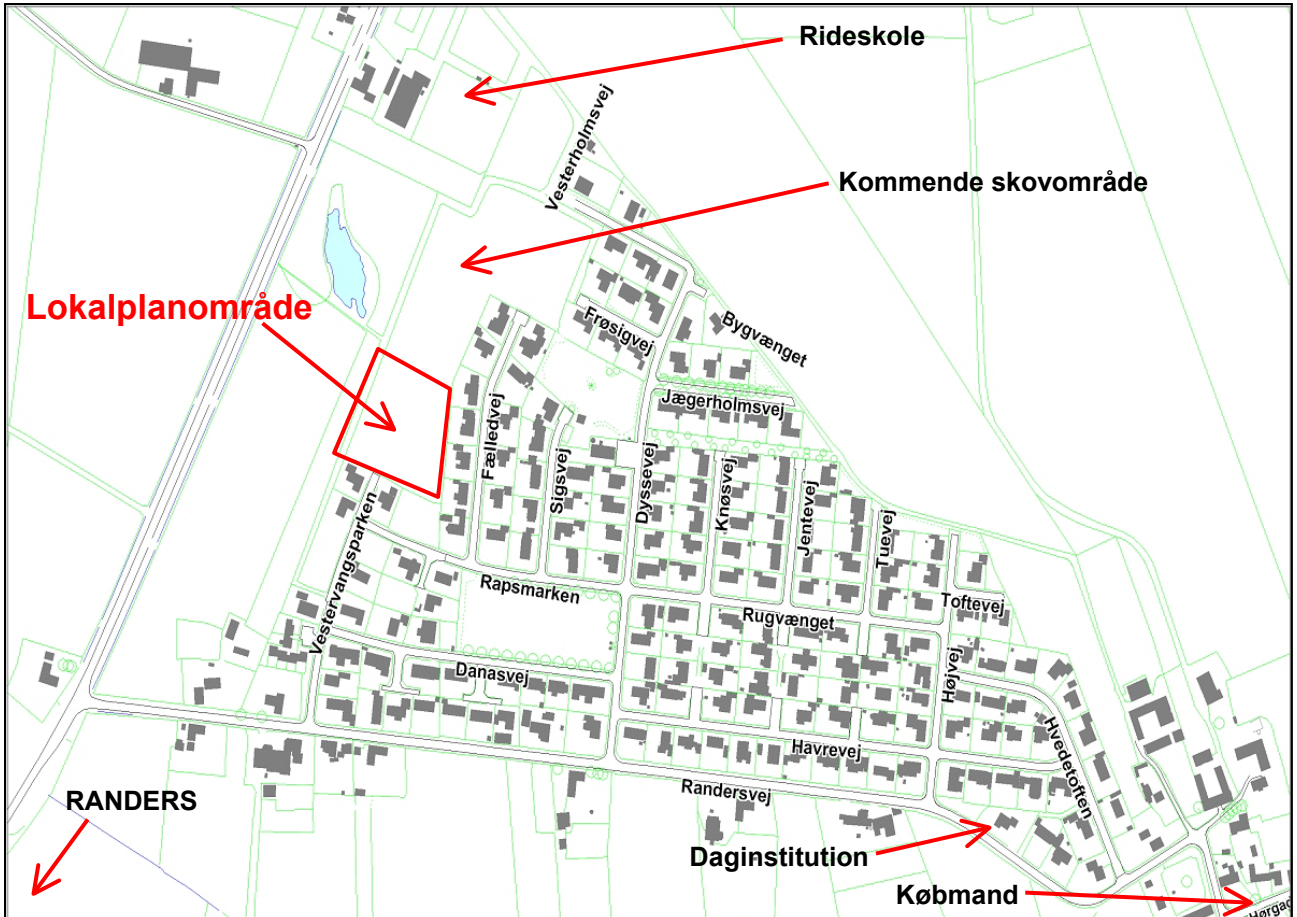 Rideskole
Vesterholmsvej
Kommende skovområde
Lokalplanområde
Frøsigvej
Bygvænget
Jægerholmsvej
Fælledvej
Sigsvej
Dyssevej
Knøsvej
Jentevej
Tuevej
Vestervangsparken
Rapsmarken
Toftevej
Rugvænget
Højvej
Danasvej
Hvedetoften
Havrevej
Randersvej
RANDERS
Daginstitution
Købmand